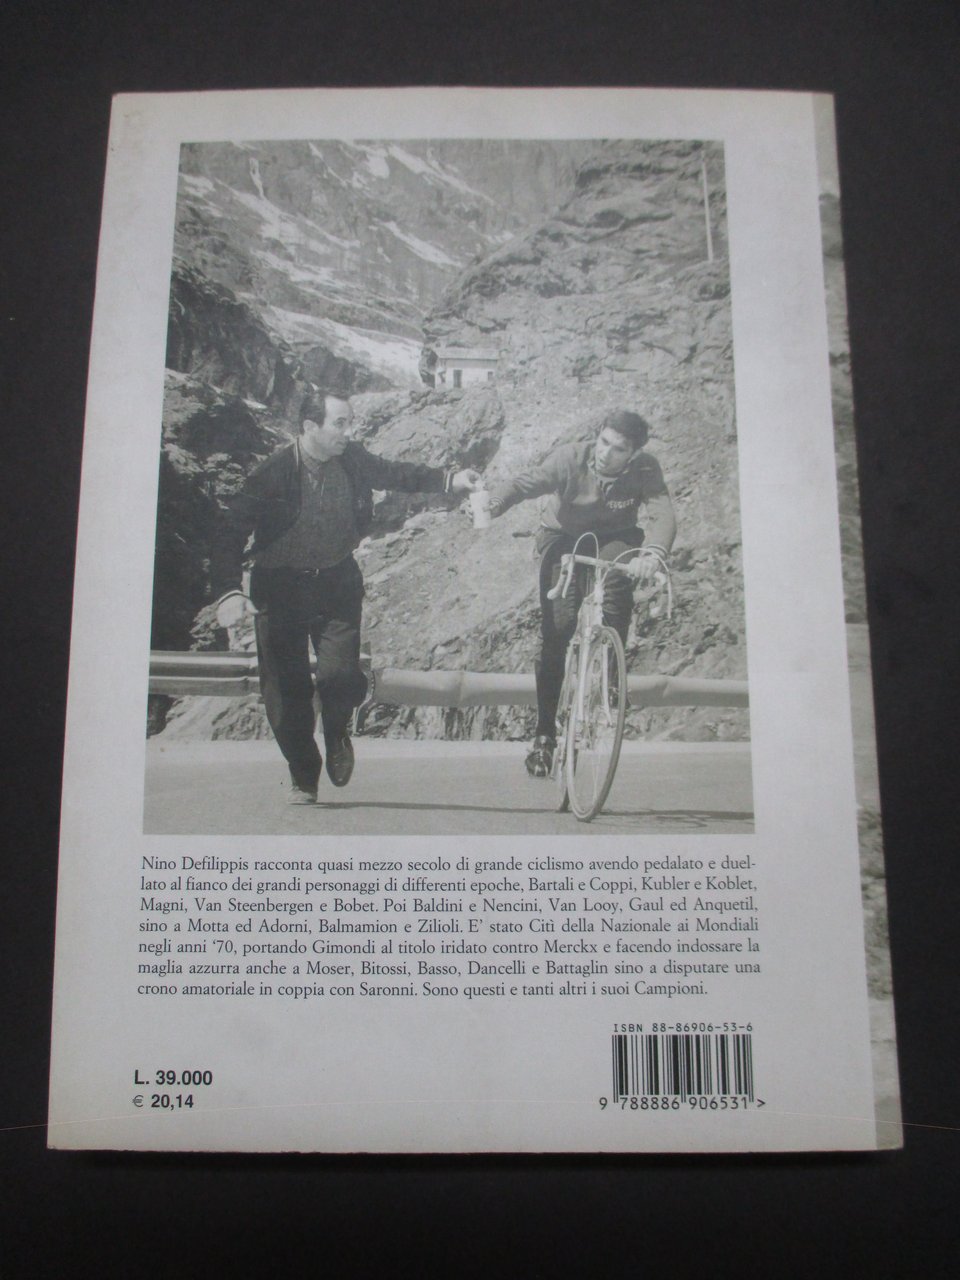 PEUGEOT
Nino Defilippis racconta quasi mezzo secolo di grande ciclismo avendo pedalato e duel-
lato al fianco dei grandi personaggi di differenti epoche, Bartali e Coppi, Kubler e Koblet,
Magni, Van Steenbergen e Bobet. Poi Baldini e Nencini, Van Looy, Gaul ed Anquetil,
sino a Motta ed Adorni, Balmamion e Zilioli. E' stato Citì della Nazionale ai Mondiali
negli anni '70, portando Gimondi al titolo iridato contro Merckx e facendo indossare la
maglia azzurra anche a Moser, Bitossi, Basso, Dancelli e Battaglin sino a disputare una
crono amatoriale in coppia con Saronni. Sono questi e tanti altri i suoi Campioni.
ISBN 88-86906-53-6
L. 39.000
€ 20,14
9 788886 906531 >